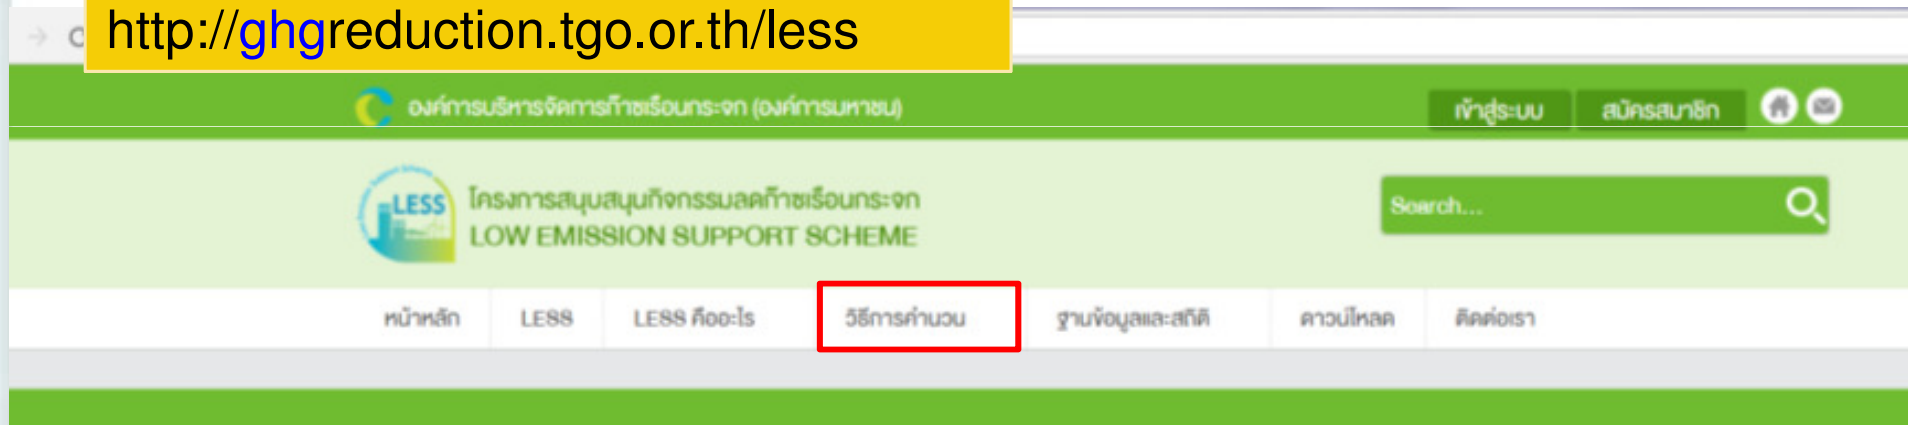 http://ghgreduction.tgo.or.th/less
องค์การบริหารจัดการก๊าซเรือนกระจก (องค์การมหาชน)
เข้าสู่ระบบ
สมัครสมาชิก
LESS
โครงการสนุบสนุนกิจกรรมลดก๊าซเรือนกระจก
LOW EMISSION SUPPORT SCHEME
Search...
หน้าหลัก LESS LESS คืออะไร วิธีการคำนวน ฐานข้อมูลและสถิติ ดาวน์โหลด ติดต่อเรา